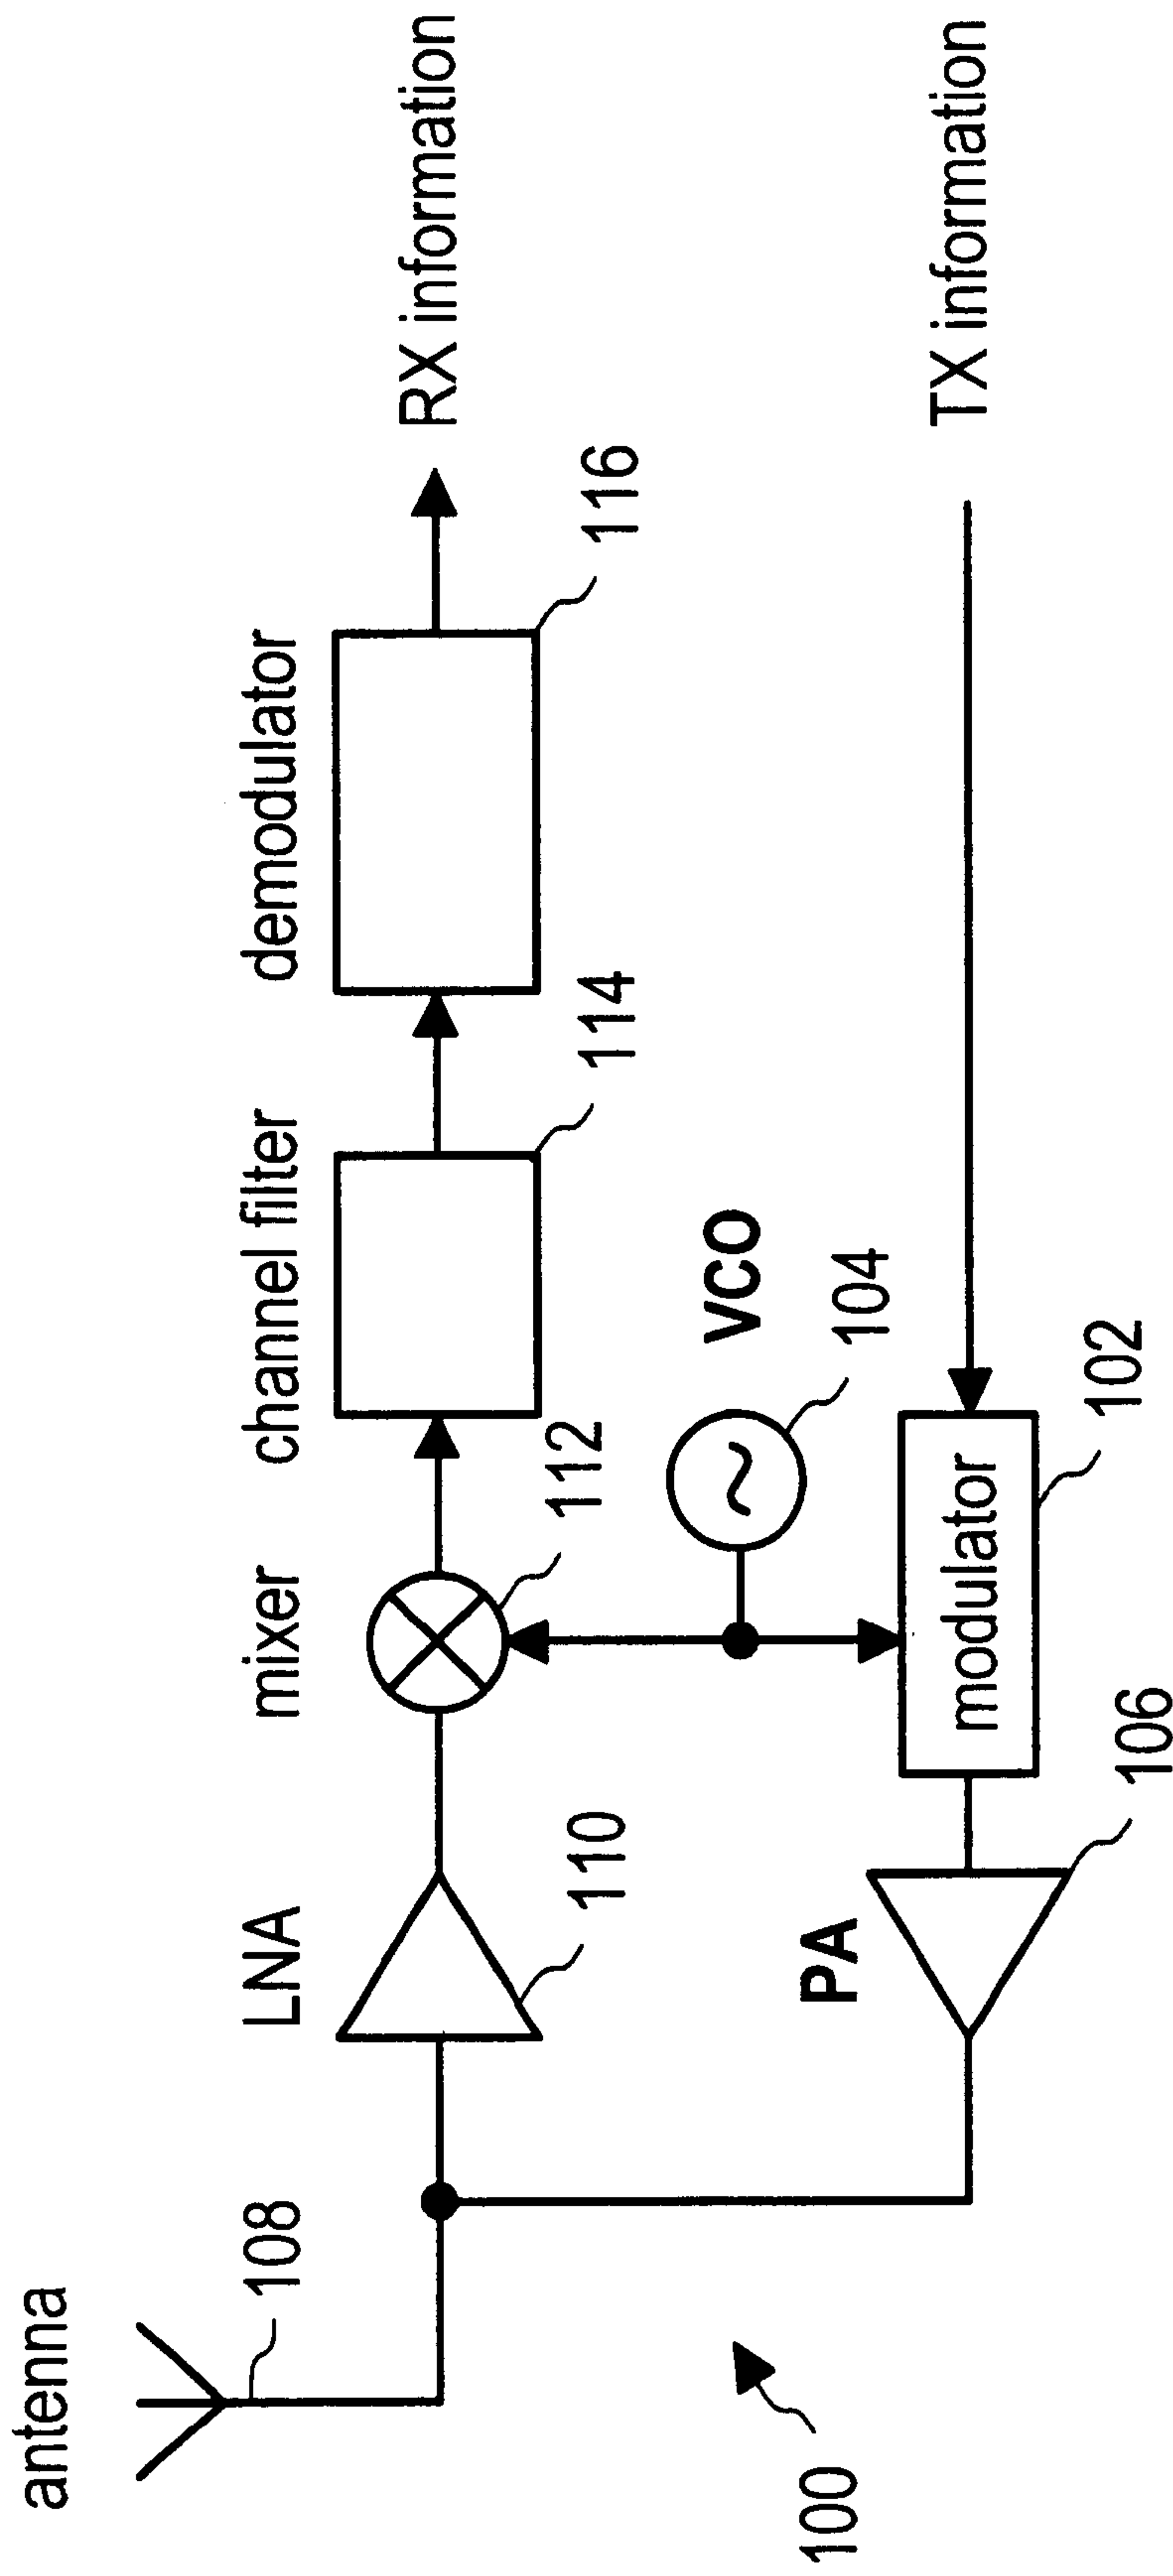 antenna
108
LNA
110
mixer
112
channel filter
114
demodulator
116
RX information
VCO
104
PA
106
modulator
102
TX information
100